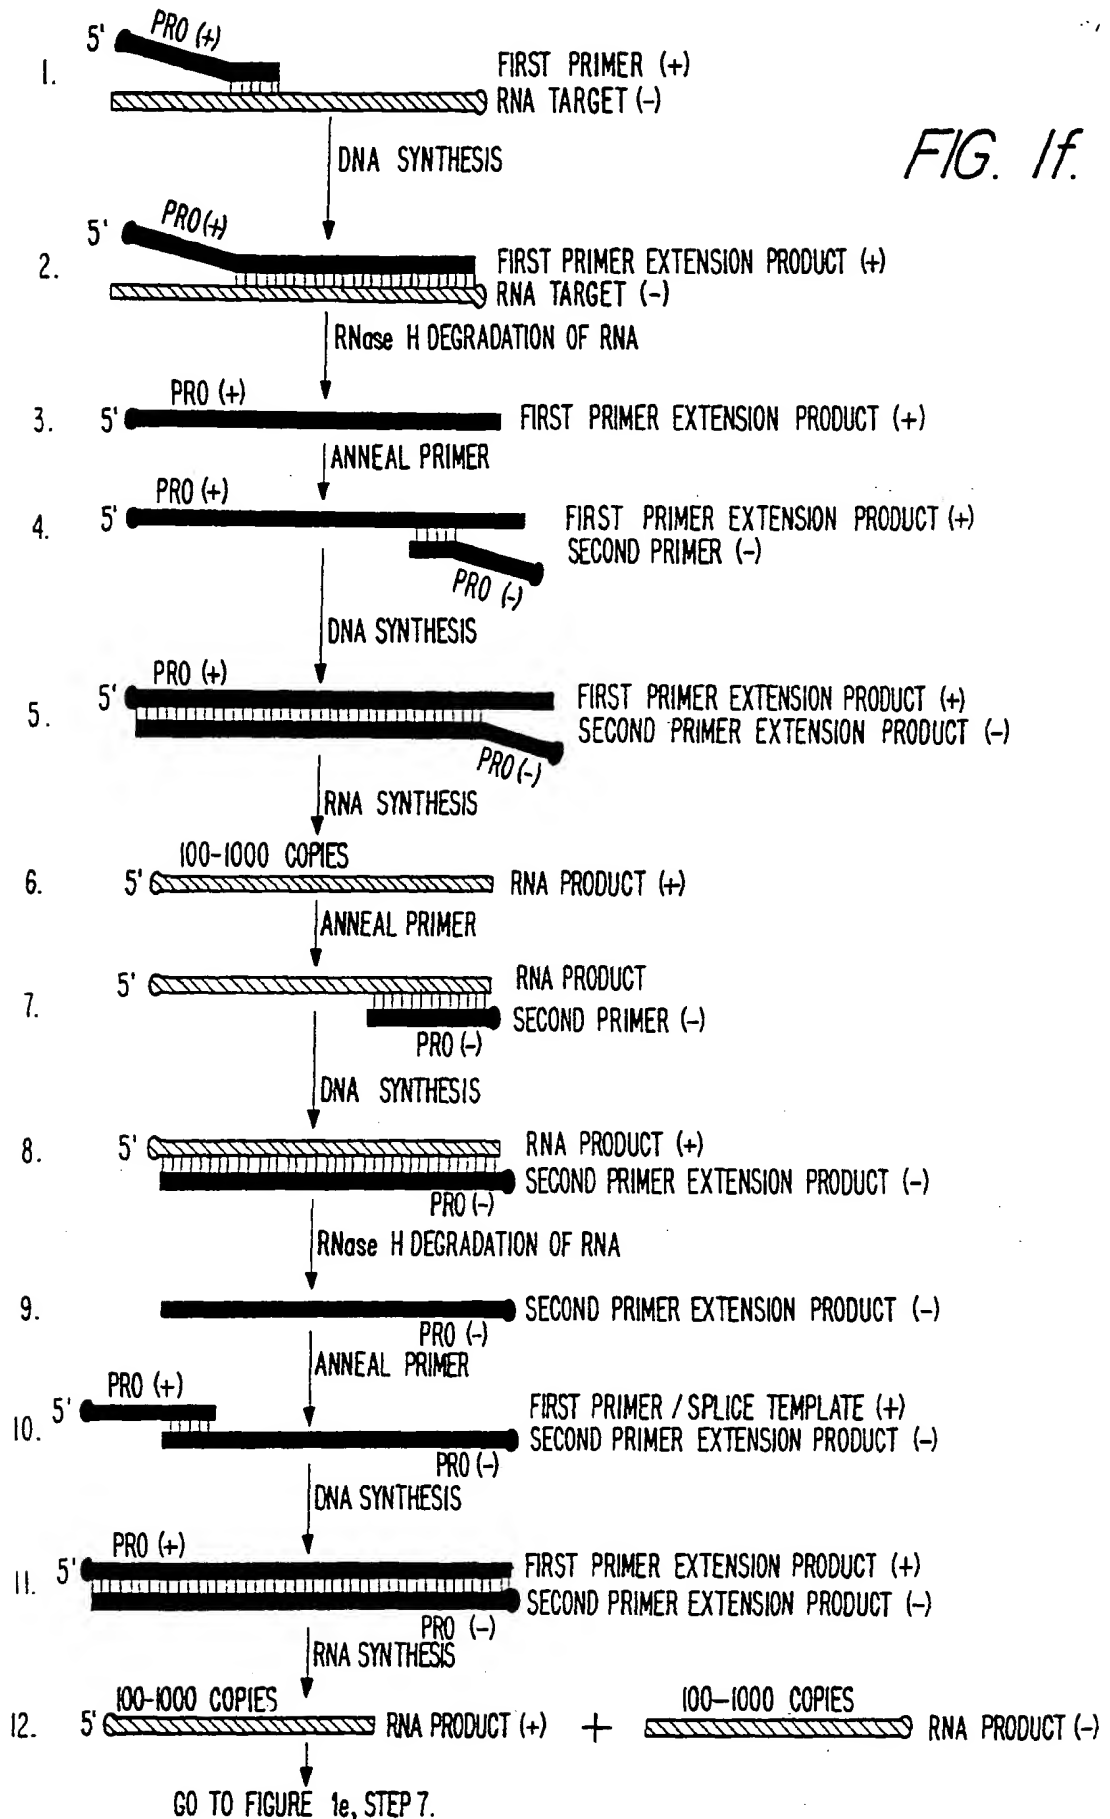 FIG. 1f.
1.
5'
PRO (+)
FIRST PRIMER (+)
RNA TARGET (-)
DNA SYNTHESIS
2.
5'
PRO (+)
FIRST PRIMER EXTENSION PRODUCT (+)
RNA TARGET (-)
RNase H DEGRADATION OF RNA
3.
5'
PRO (+)
FIRST PRIMER EXTENSION PRODUCT (+)
ANNEAL PRIMER
4.
5'
PRO (+)
FIRST PRIMER EXTENSION PRODUCT (+)
SECOND PRIMER (-)
PRO (-)
DNA SYNTHESIS
5.
5'
PRO (+)
FIRST PRIMER EXTENSION PRODUCT (+)
SECOND PRIMER EXTENSION PRODUCT (-)
PRO (-)
RNA SYNTHESIS
100-1000 COPIES
6.
5'
RNA PRODUCT (+)
ANNEAL PRIMER
7.
5'
RNA PRODUCT
SECOND PRIMER (-)
PRO (-)
DNA SYNTHESIS
8.
5'
RNA PRODUCT (+)
SECOND PRIMER EXTENSION PRODUCT (-)
PRO (-)
RNase H DEGRADATION OF RNA
9.
SECOND PRIMER EXTENSION PRODUCT (-)
PRO (-)
ANNEAL PRIMER
10.
5'
PRO (+)
FIRST PRIMER / SPLICE TEMPLATE (+)
SECOND PRIMER EXTENSION PRODUCT (-)
PRO (-)
DNA SYNTHESIS
11.
5'
PRO (+)
FIRST PRIMER EXTENSION PRODUCT (+)
SECOND PRIMER EXTENSION PRODUCT (-)
PRO (-)
RNA SYNTHESIS
100-1000 COPIES
100-1000 COPIES
12.
5'
RNA PRODUCT (+)
+
RNA PRODUCT (-)
GO TO FIGURE 1e, STEP 7.